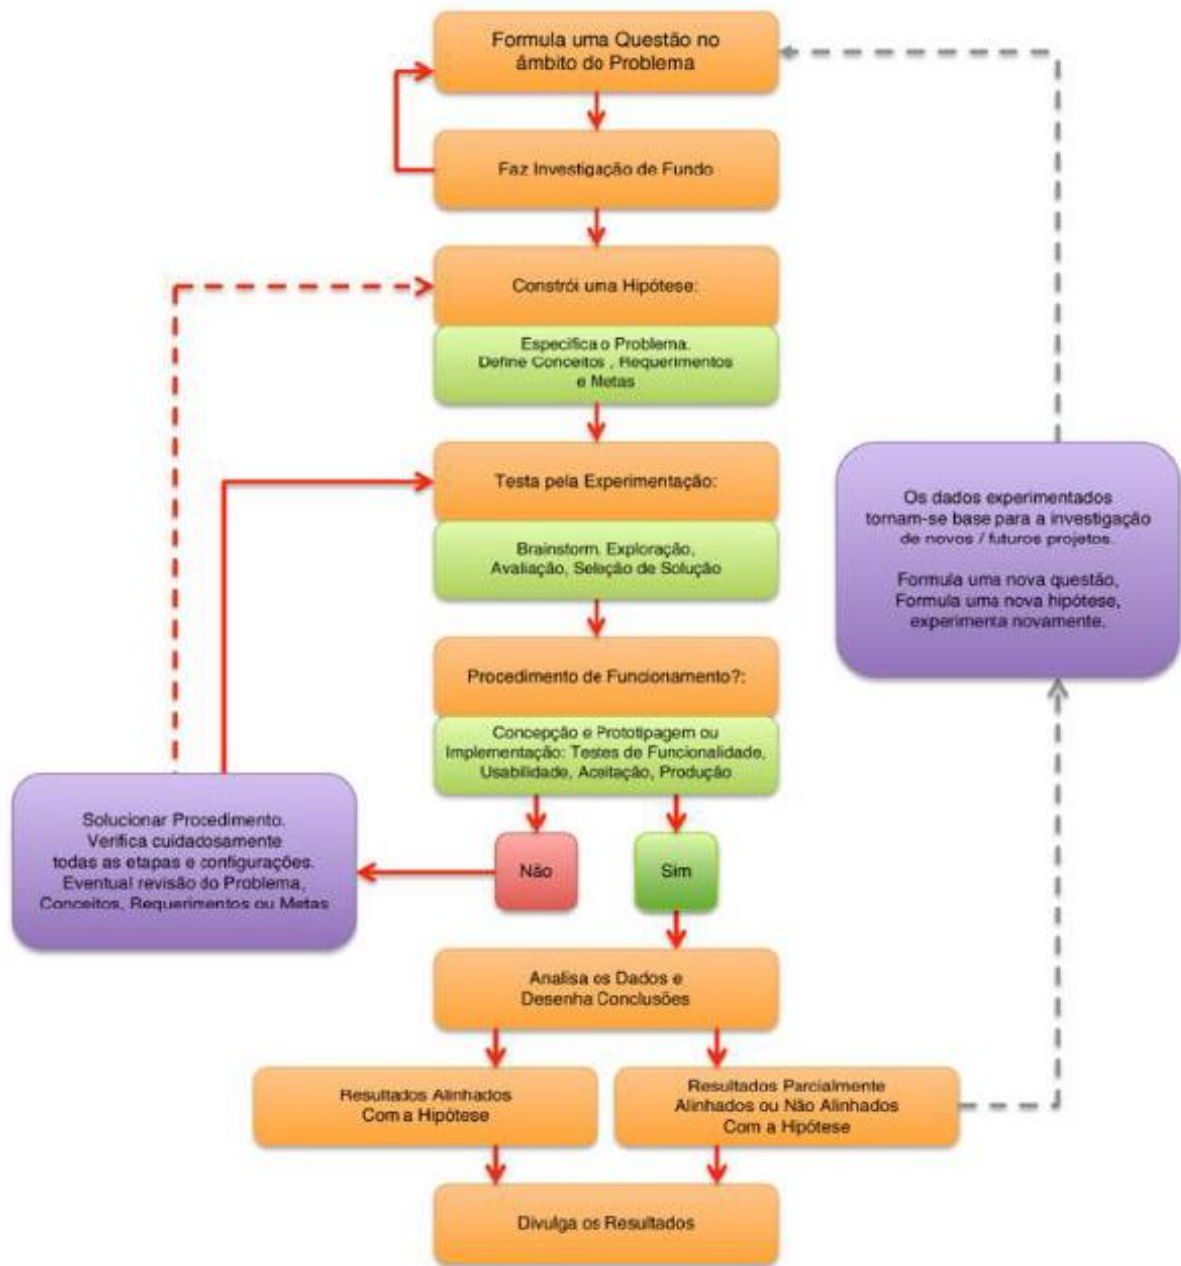 Formula uma Questão no
âmbito do Problema
Faz Investigação de Fundo
Constrói uma Hipótese:
Especifica o Problema.
Define Conceitos , Requerimentos
e Metas
Testa pela Experimentação:
Brainstorm, Exploração,
Avaliação, Seleção de Solução
Os dados experimentados
tornam-se base para a investigação
de novos / futuros projetos.
Formula uma nova questão,
Formula uma nova hipótese,
experimenta novamente.
Procedimento de Funcionamento?:
Concepção e Prototipagem ou
Implementação: Testes de Funcionalidade,
Usabilidade, Aceitação, Produção
Solucionar Procedimento.
Verifica cuidadosamente
todas as etapas e configurações.
Eventual revisão do Problema,
Conceitos, Requerimentos ou Metas
Não
Sim
Analisa os Dados e
Desenha Conclusões
Resultados Alinhados
Com a Hipótese
Resultados Parcialmente
Alinhados ou Não Alinhados
Com a Hipótese
Divulga os Resultados